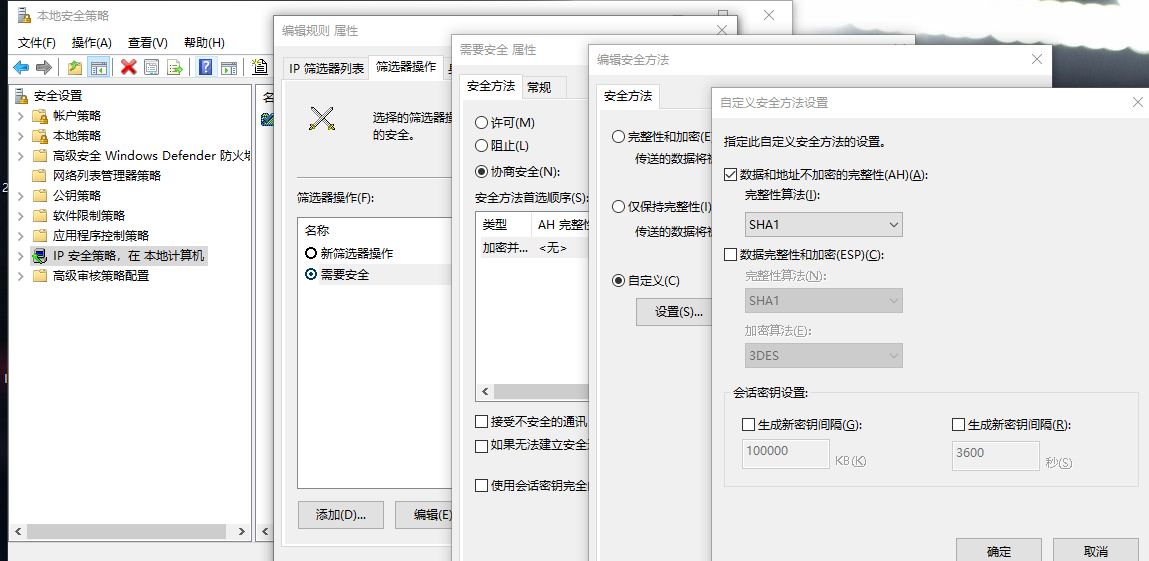 本地安全策略
文件(F) 操作(A) 查看(V) 帮助(H)
安全设置
帐户策略
本地策略
高级安全 Windows Defender 防火墙
网络列表管理器策略
公钥策略
软件限制策略
应用程序控制策略
IP 安全策略，在 本地计算机
高级审核策略配置
名
编辑规则 属性
IP 筛选器列表 筛选器操作
选择的筛选器操
的安全。
筛选器操作(F):
名称
新筛选器操作
需要安全
添加(D)... 编辑(E)
需要安全 属性
安全方法 常规
许可(M)
阻止(L)
协商安全(N):
安全方法首选顺序(S):
类型 AH 完整性
加密并... <无>
接受不安全的通讯
如果无法建立安全
使用会话密钥完全
编辑安全方法
安全方法
完整性和加密(E
传送的数据将被
仅保持完整性(I)
传送的数据将被
自定义(C)
设置(S)...
自定义安全方法设置
指定此自定义安全方法的设置。
数据和地址不加密的完整性(AH)(A):
完整性算法(I):
SHA1
数据完整性和加密(ESP)(C):
完整性算法(N):
SHA1
加密算法(E):
3DES
会话密钥设置:
生成新密钥间隔(G): 生成新密钥间隔(R):
100000 KB(K) 3600 秒(S)
确定 取消